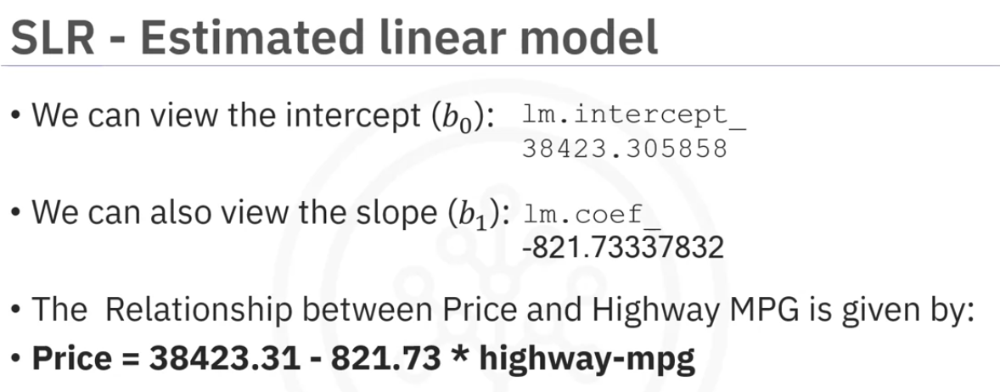 SLR - Estimated linear model
• We can view the intercept (b₀): lm.intercept_
38423.305858
• We can also view the slope (b₁): lm.coef_
-821.73337832
• The Relationship between Price and Highway MPG is given by:
• Price = 38423.31 - 821.73 * highway-mpg